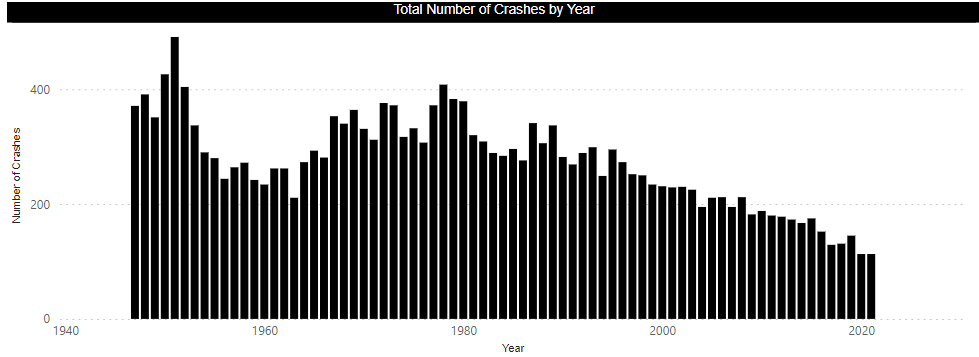 Total Number of Crashes by Year
400
200
0
Number of Crashes
1940 1960 1980 2000 2020
Year